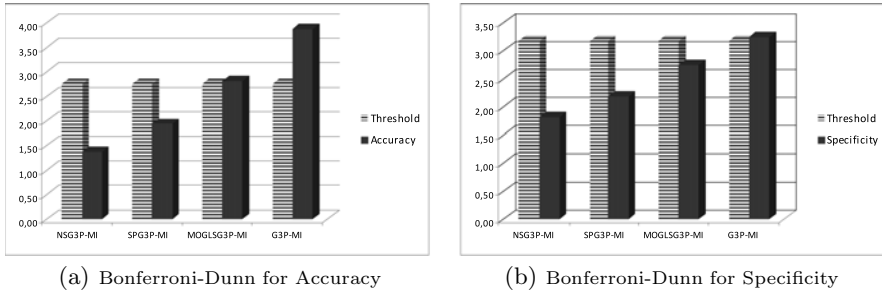 4,00
3,50
3,00
2,50
2,00
1,50
1,00
0,50
0,00
NSG3P-MI SPG3P-MI MOGLSG3P-MI G3P-MI
Threshold
Accuracy
(a) Bonferroni-Dunn for Accuracy
3,50
3,00
2,50
2,00
1,50
1,00
0,50
0,00
NSG3P-MI SPG3P-MI MOGLSG3P-MI G3P-MI
Threshold
Specificity
(b) Bonferroni-Dunn for Specificity